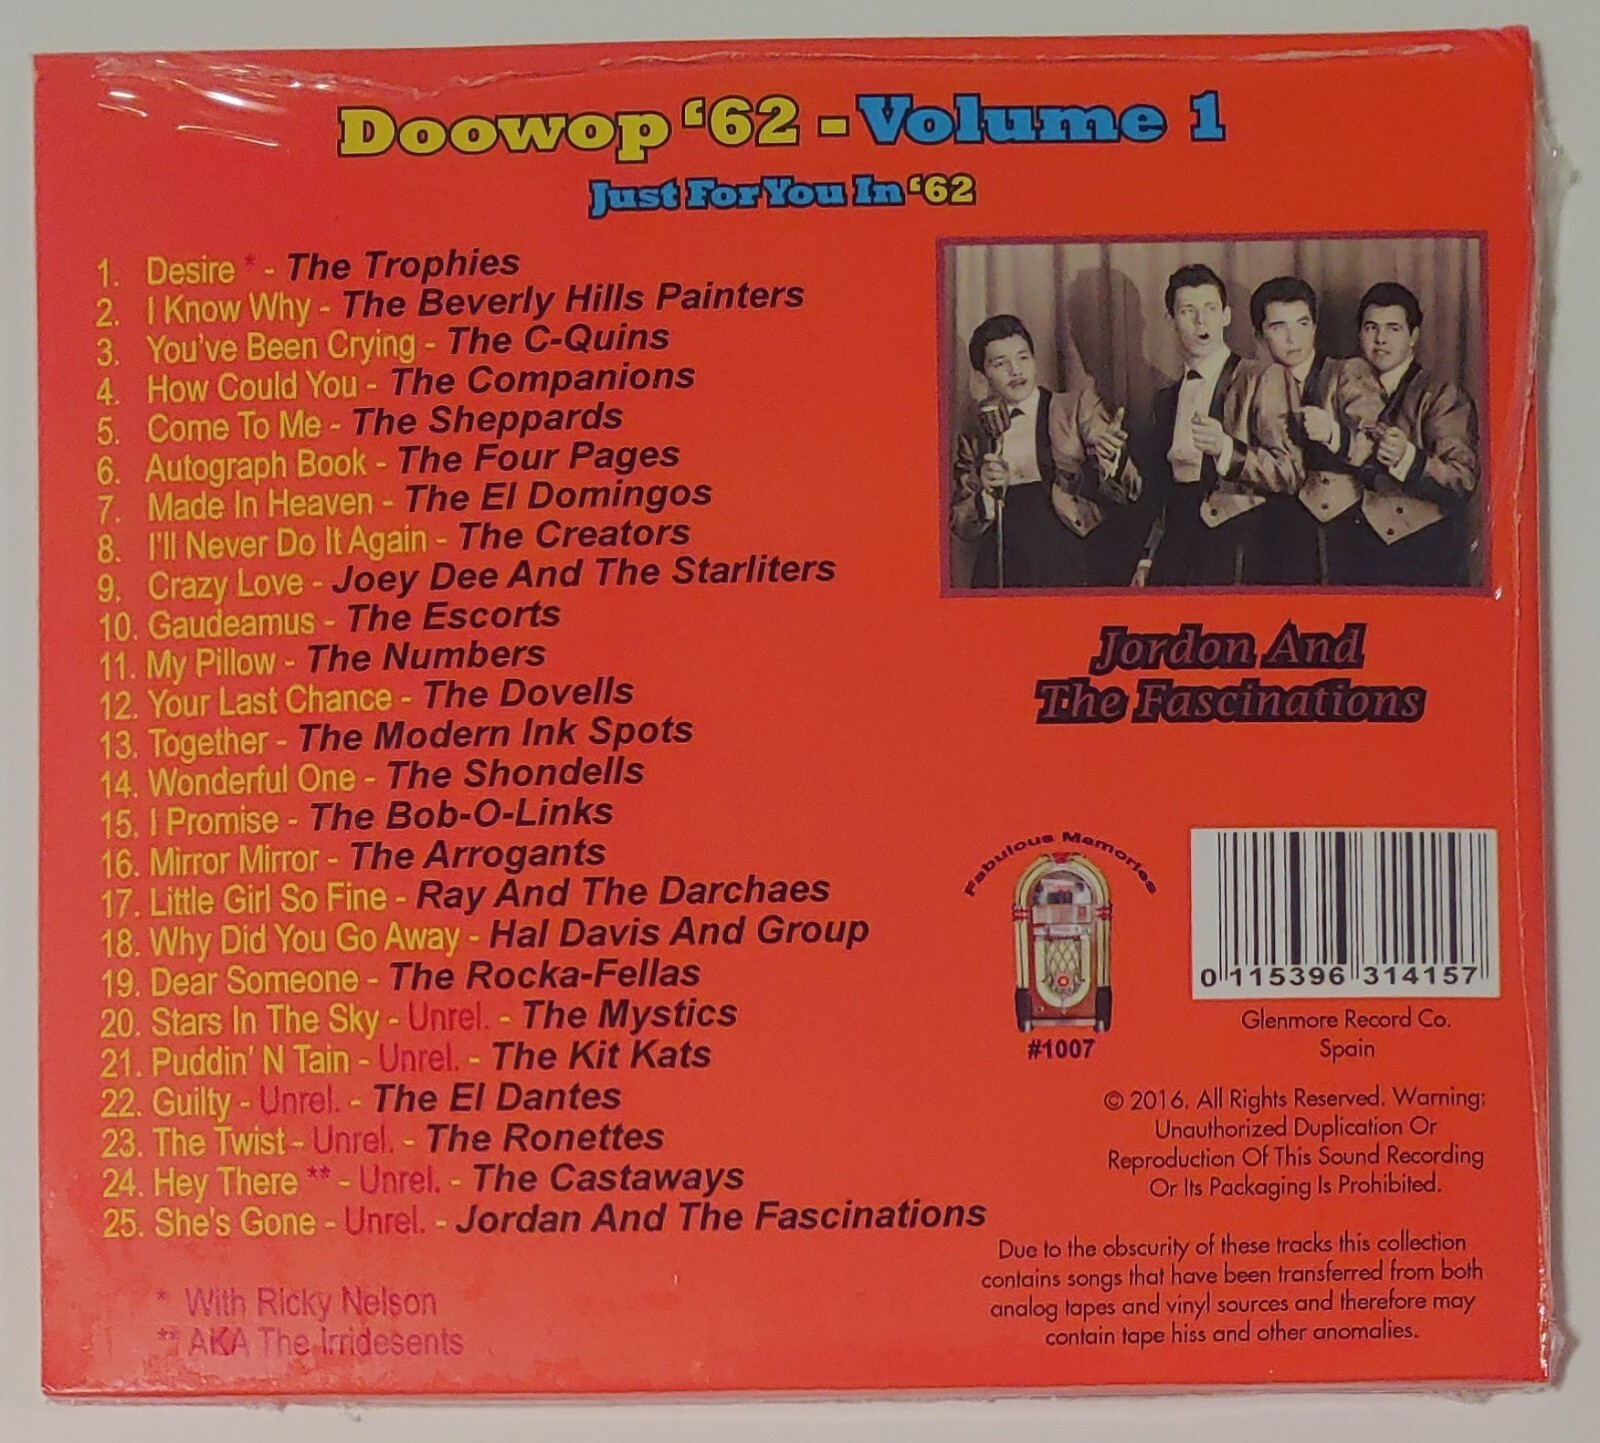 Doowop ‘62 - Volume 1
Just For You In ‘62
1. Desire * - The Trophies
2. I Know Why - The Beverly Hills Painters
3. You've Been Crying - The C-Quins
4. How Could You - The Companions
5. Come To Me - The Sheppards
6. Autograph Book - The Four Pages
7. Made In Heaven - The El Domingos
8. I'll Never Do It Again - The Creators
9. Crazy Love - Joey Dee And The Starliters
10. Gaudeamus - The Escorts
11. My Pillow - The Numbers
12. Your Last Chance - The Dovells
13. Together - The Modern Ink Spots
14. Wonderful One - The Shondells
15. I Promise - The Bob-O-Links
16. Mirror Mirror - The Arrogants
17. Little Girl So Fine - Ray And The Darchaes
18. Why Did You Go Away - Hal Davis And Group
19. Dear Someone - The Rocka-Fellas
20. Stars In The Sky - Unrel. - The Mystics
21. Puddin' N Tain - Unrel. - The Kit Kats
22. Guilty - Unrel. - The El Dantes
23. The Twist - Unrel. - The Ronettes
24. Hey There ** - Unrel. - The Castaways
25. She's Gone - Unrel. - Jordan And The Fascinations
* With Ricky Nelson
** AKA The Irridesents
Jordon And
The Fascinations
Fabulous Memories
#1007
0 115396 314157
Glenmore Record Co.
Spain
© 2016. All Rights Reserved. Warning:
Unauthorized Duplication Or
Reproduction Of This Sound Recording
Or Its Packaging Is Prohibited.
Due to the obscurity of these tracks this collection
contains songs that have been transferred from both
analog tapes and vinyl sources and therefore may
contain tape hiss and other anomalies.